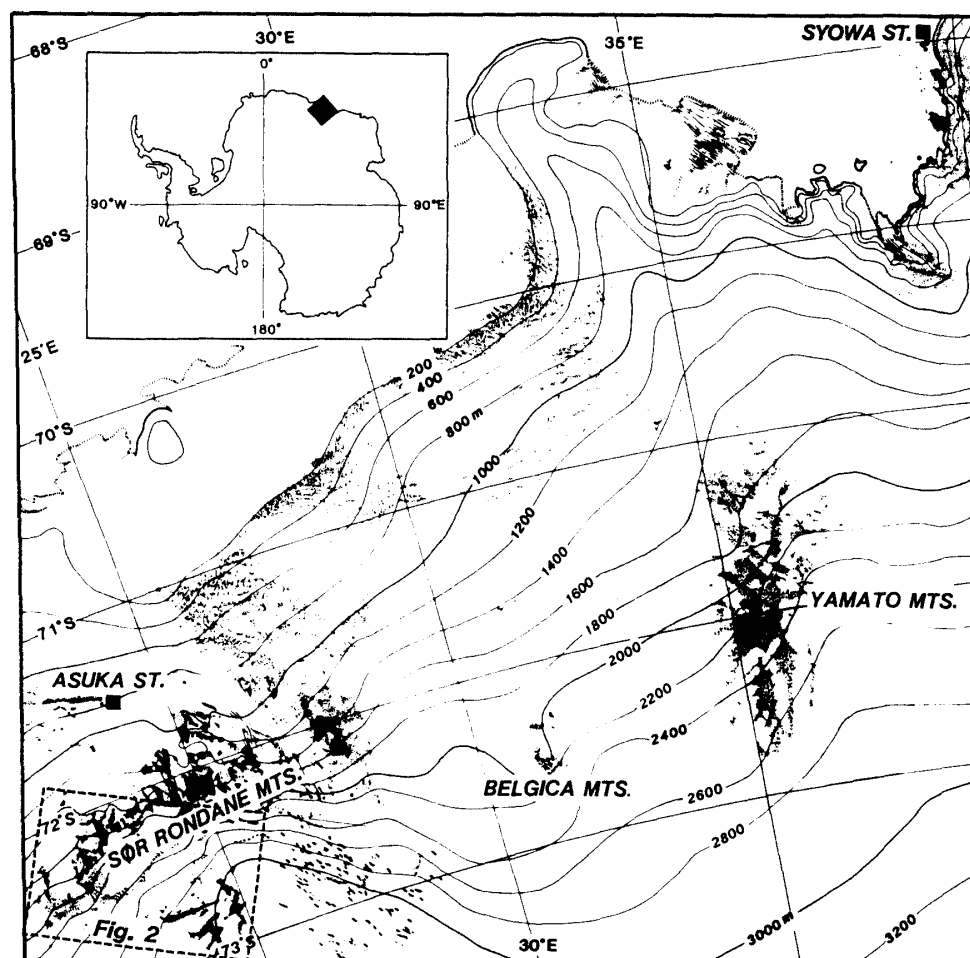 68°S
30°E
35°E
SYOWA ST.
0°
90°W
90°E
180°
69°S
25°E
70°S
200
400
600
800 m
1000
1200
1400
1600
1800
2000
2200
2400
2600
2800
3000 m
3200
YAMATO MTS.
71°S
ASUKA ST.
BELGICA MTS.
72°S
SØR RONDANE MTS.
Fig. 2
73°S
30°E